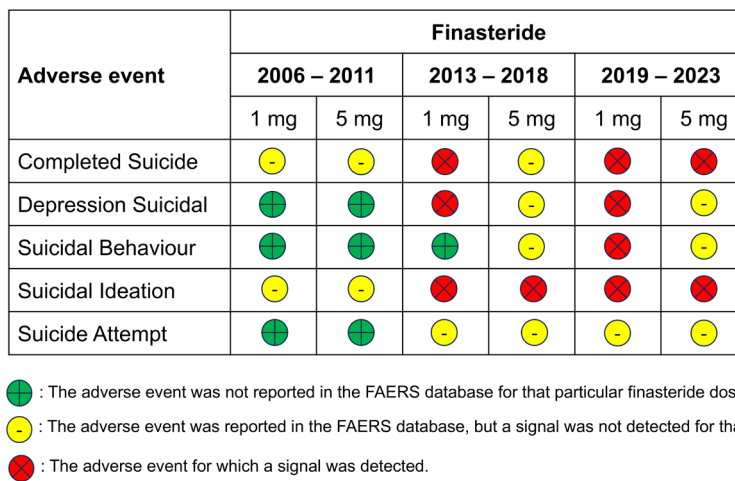 Finasteride
Adverse event 2006 – 2011 2013 – 2018 2019 – 2023
1 mg 5 mg 1 mg 5 mg 1 mg 5 mg
Completed Suicide - - -
Depression Suicidal - -
Suicidal Behaviour - -
Suicidal Ideation - -
Suicide Attempt - - - -
: The adverse event was not reported in the FAERS database for that particular finasteride
- : The adverse event was reported in the FAERS database, but a signal was not detected for
: The adverse event for which a signal was detected.